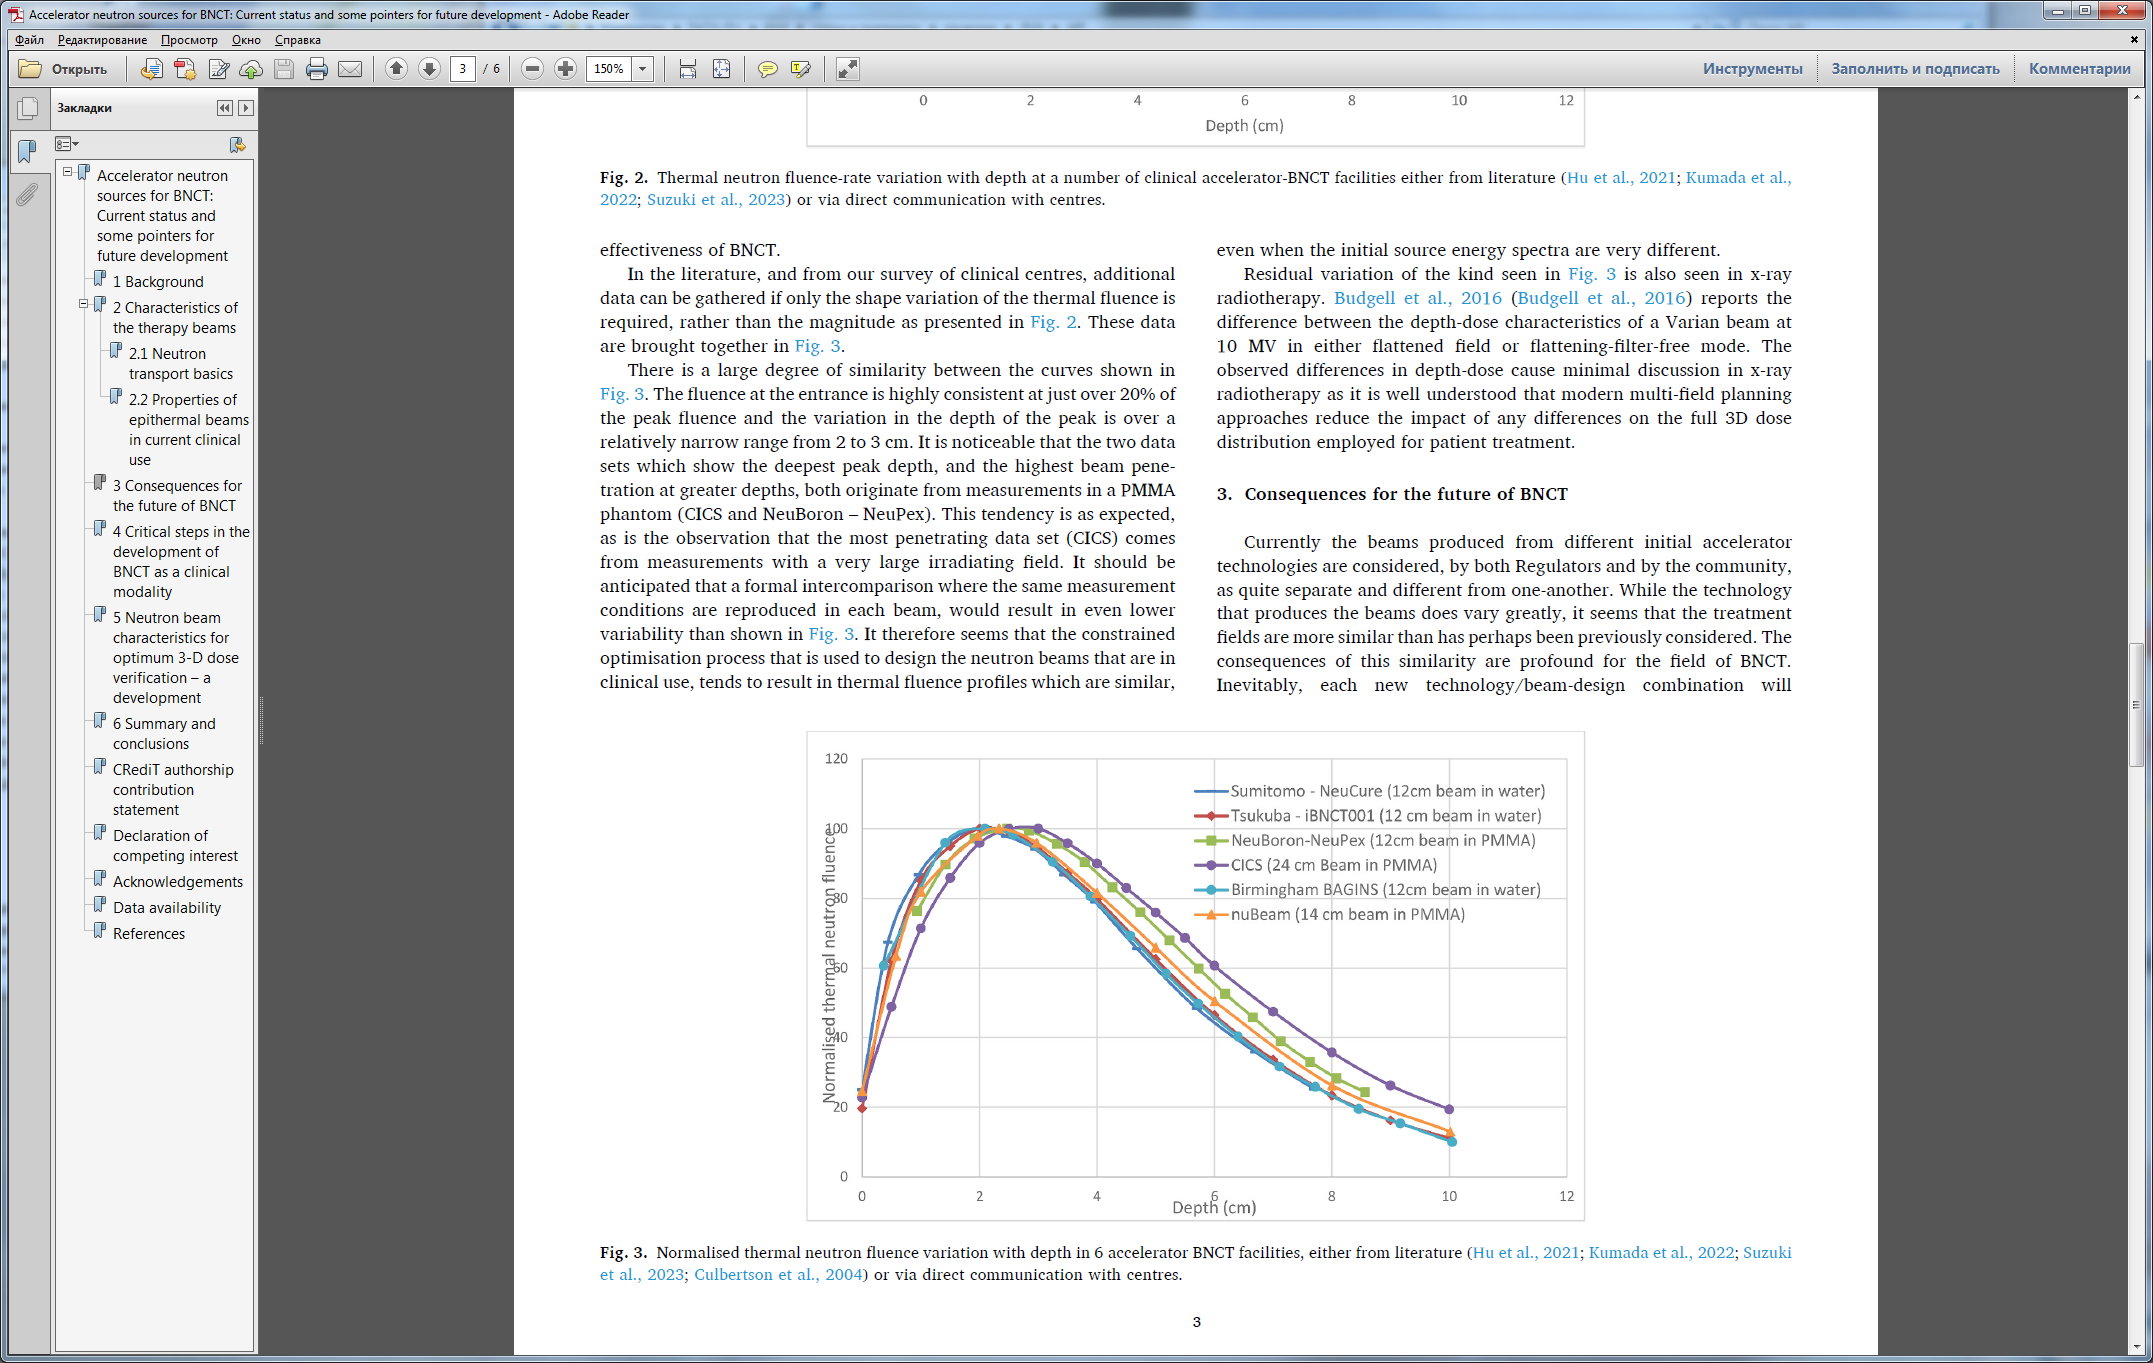 Accelerator neutron sources for BNCT: Current status and some pointers for future development - Adobe Reader
Файл Редактирование Просмотр Окно Справка
Открыть
3 / 6
150%
Инструменты Заполнить и подписать Комментарии
Закладки
Accelerator neutron
sources for BNCT:
Current status and
some pointers for
future development
1 Background
2 Characteristics of
the therapy beams
2.1 Neutron
transport basics
2.2 Properties of
epithermal beams
in current clinical
use
3 Consequences for
the future of BNCT
4 Critical steps in the
development of
BNCT as a clinical
modality
5 Neutron beam
characteristics for
optimum 3-D dose
verification – a
development
6 Summary and
conclusions
CRediT authorship
contribution
statement
Declaration of
competing interest
Acknowledgements
Data availability
References
0 2 4 6 8 10 12
Depth (cm)
Fig. 2. Thermal neutron fluence-rate variation with depth at a number of clinical accelerator-BNCT facilities either from literature (Hu et al., 2021; Kumada et al.,
2022; Suzuki et al., 2023) or via direct communication with centres.
effectiveness of BNCT.
In the literature, and from our survey of clinical centres, additional
data can be gathered if only the shape variation of the thermal fluence is
required, rather than the magnitude as presented in Fig. 2. These data
are brought together in Fig. 3.
There is a large degree of similarity between the curves shown in
Fig. 3. The fluence at the entrance is highly consistent at just over 20% of
the peak fluence and the variation in the depth of the peak is over a
relatively narrow range from 2 to 3 cm. It is noticeable that the two data
sets which show the deepest peak depth, and the highest beam pene-
tration at greater depths, both originate from measurements in a PMMA
phantom (CICS and NeuBoron – NeuPex). This tendency is as expected,
as is the observation that the most penetrating data set (CICS) comes
from measurements with a very large irradiating field. It should be
anticipated that a formal intercomparison where the same measurement
conditions are reproduced in each beam, would result in even lower
variability than shown in Fig. 3. It therefore seems that the constrained
optimisation process that is used to design the neutron beams that are in
clinical use, tends to result in thermal fluence profiles which are similar,
even when the initial source energy spectra are very different.
Residual variation of the kind seen in Fig. 3 is also seen in x-ray
radiotherapy. Budgell et al., 2016 (Budgell et al., 2016) reports the
difference between the depth-dose characteristics of a Varian beam at
10 MV in either flattened field or flattening-filter-free mode. The
observed differences in depth-dose cause minimal discussion in x-ray
radiotherapy as it is well understood that modern multi-field planning
approaches reduce the impact of any differences on the full 3D dose
distribution employed for patient treatment.
3. Consequences for the future of BNCT
Currently the beams produced from different initial accelerator
technologies are considered, by both Regulators and by the community,
as quite separate and different from one-another. While the technology
that produces the beams does vary greatly, it seems that the treatment
fields are more similar than has perhaps been previously considered. The
consequences of this similarity are profound for the field of BNCT.
Inevitably, each new technology/beam-design combination will
120
100
80
60
40
20
0
Normalised thermal neutron fluence
Sumitomo - NeuCure (12cm beam in water)
Tsukuba - iBNCT001 (12 cm beam in water)
NeuBoron-NeuPex (12cm beam in PMMA)
CICS (24 cm Beam in PMMA)
Birmingham BAGINS (12cm beam in water)
nuBeam (14 cm beam in PMMA)
0 2 4 6 8 10 12
Depth (cm)
Fig. 3. Normalised thermal neutron fluence variation with depth in 6 accelerator BNCT facilities, either from literature (Hu et al., 2021; Kumada et al., 2022; Suzuki
et al., 2023; Culbertson et al., 2004) or via direct communication with centres.
3